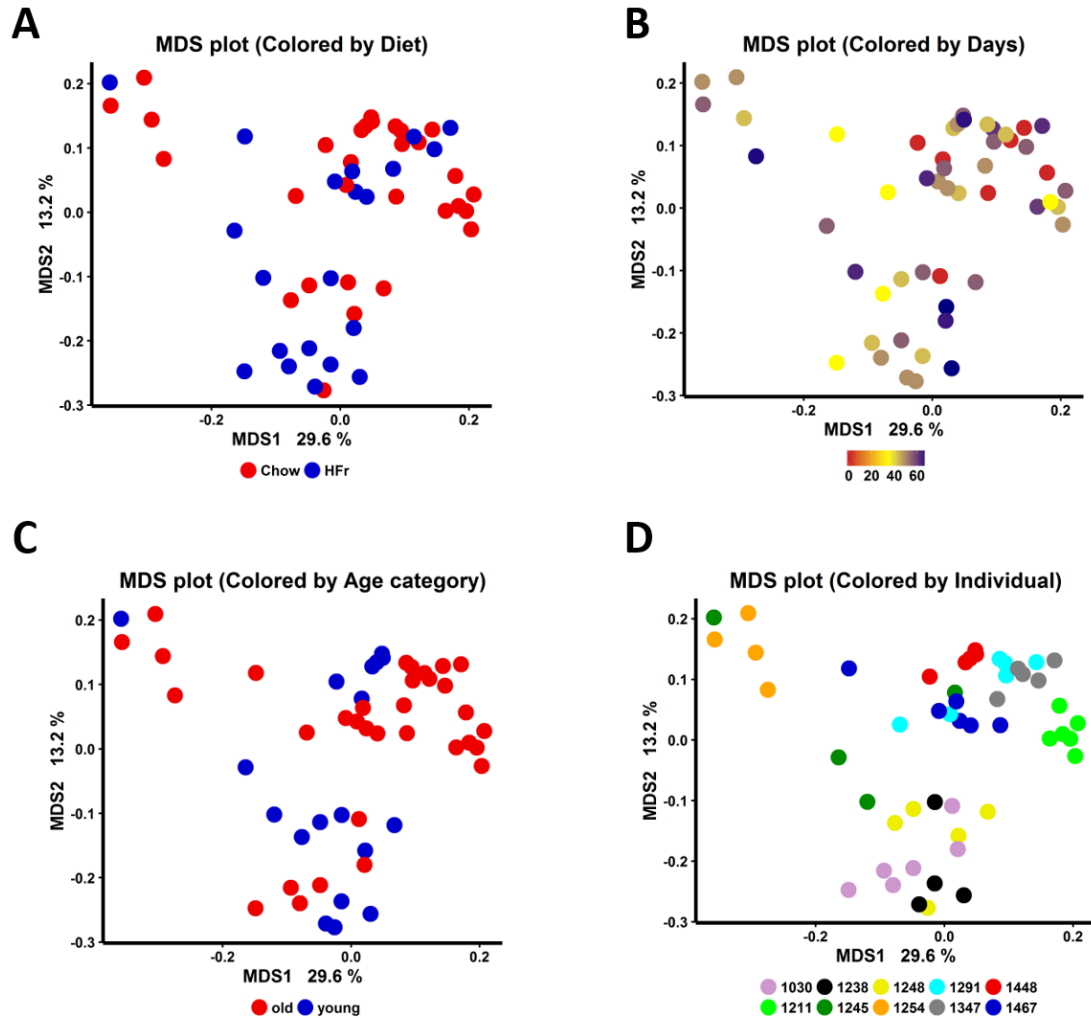 A
MDS plot (Colored by Diet)
0.2
0.1
0.0
-0.1
-0.2
-0.3
MDS2 13.2 %
-0.2 0.0 0.2
MDS1 29.6 %
Chow HFr
B
MDS plot (Colored by Days)
0.2
0.1
0.0
-0.1
-0.2
-0.3
MDS2 13.2 %
-0.2 0.0 0.2
MDS1 29.6 %
0 20 40 60
C
MDS plot (Colored by Age category)
0.2
0.1
0.0
-0.1
-0.2
-0.3
MDS2 13.2 %
-0.2 0.0 0.2
MDS1 29.6 %
old young
D
MDS plot (Colored by Individual)
0.2
0.1
0.0
-0.1
-0.2
-0.3
MDS2 13.2 %
-0.2 0.0 0.2
MDS1 29.6 %
1030 1238 1248 1291 1448
1211 1245 1254 1347 1467